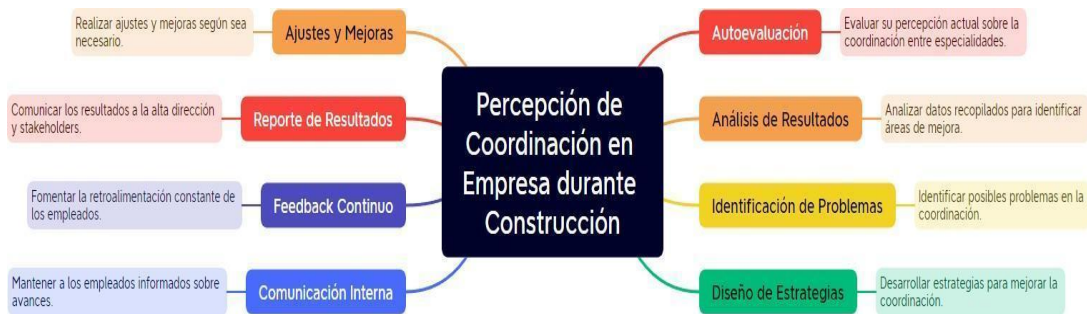 Percepción de
Coordinación en
Empresa durante
Construcción
Autoevaluación
Evaluar su percepción actual sobre la
coordinación entre especialidades.
Análisis de Resultados
Analizar datos recopilados para identificar
áreas de mejora.
Identificación de Problemas
Identificar posibles problemas en la
coordinación.
Diseño de Estrategias
Desarrollar estrategias para mejorar la
coordinación.
Comunicación Interna
Mantener a los empleados informados sobre
avances.
Feedback Continuo
Fomentar la retroalimentación constante de
los empleados.
Reporte de Resultados
Comunicar los resultados a la alta dirección
y stakeholders.
Ajustes y Mejoras
Realizar ajustes y mejoras según sea
necesario.